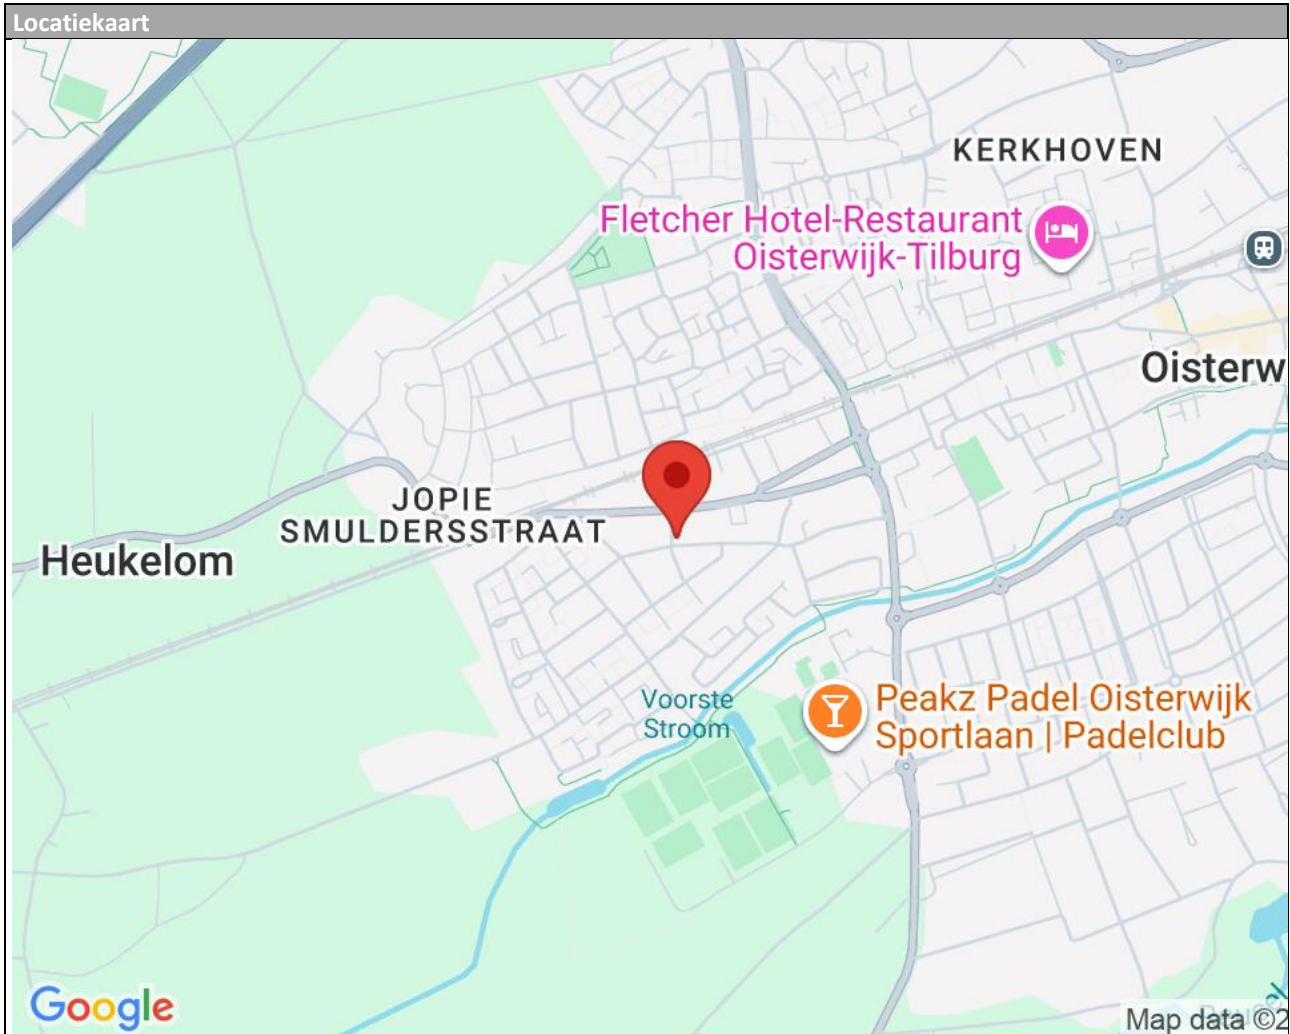 Locatiekaart
KERKHOVEN
Fletcher Hotel-Restaurant
Oisterwijk-Tilburg
Oisterw
JOPIE
SMULDERSSTRAAT
Heukelom
Voorste
Stroom
Peakz Padel Oisterwijk
Sportlaan | Padelclub
Google
Map data ©2